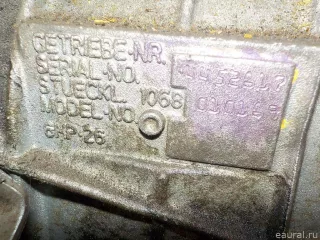 GETRIEBE-NR.
SERIAL-NO.
STUECKL. 1068
MODEL-NO.
6HP-26
eaural.ru